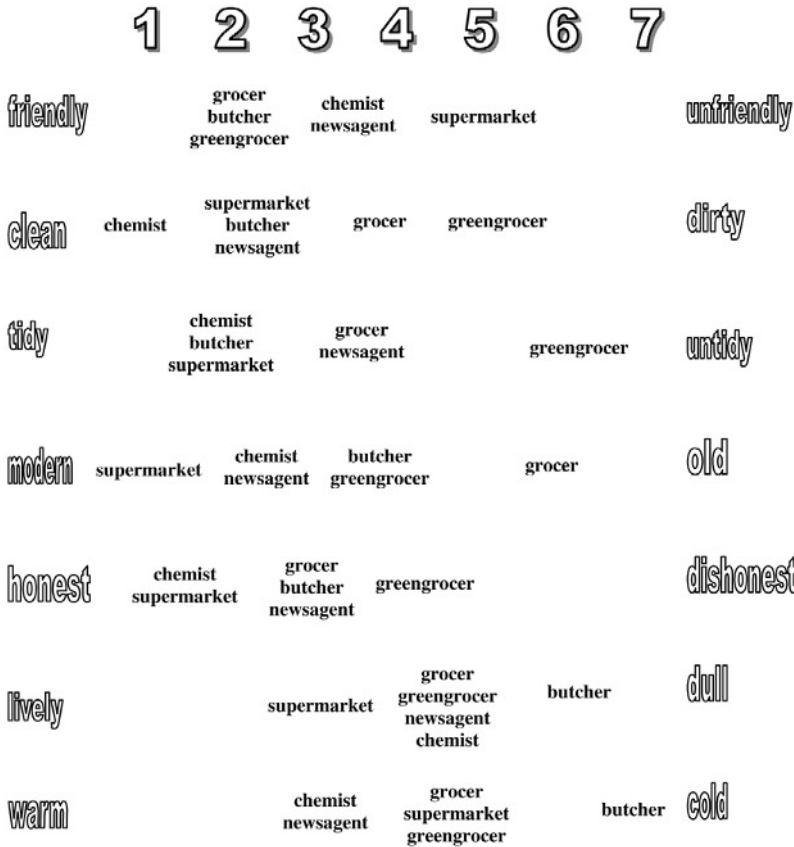 1 2 3 4 5 6 7
friendly
grocer
butcher
greengrocer
chemist
newsagent
supermarket
unfriendly
clean
chemist
supermarket
butcher
newsagent
grocer
greengrocer
dirty
tidy
chemist
butcher
supermarket
grocer
newsagent
greengrocer
untidy
modern
supermarket
chemist
newsagent
butcher
greengrocer
grocer
old
honest
chemist
supermarket
grocer
butcher
newsagent
greengrocer
dishonest
lively
supermarket
grocer
greengrocer
newsagent
chemist
butcher
dull
warm
chemist
newsagent
grocer
supermarket
greengrocer
butcher
cold